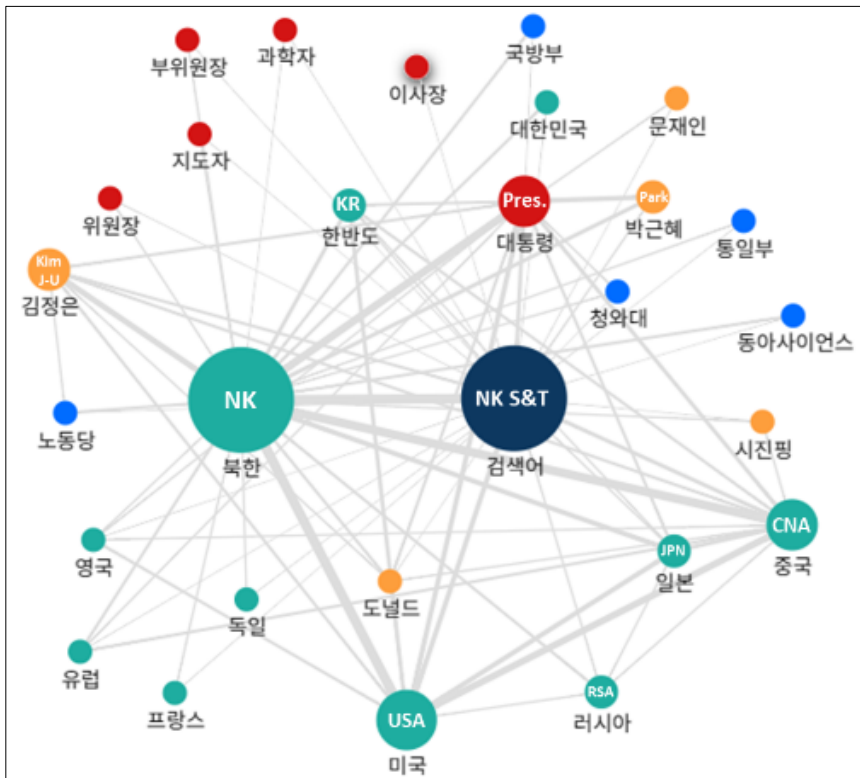 부위원장
과학자
이사장
국방부
대한민국
문재인
지도자
위원장
KR
한반도
Pres.
대통령
Park
박근혜
통일부
Kim
J-U
김정은
청와대
동아사이언스
NK
북한
NK S&T
검색어
노동당
시진핑
CNA
중국
JPN
일본
영국
독일
도널드
유럽
프랑스
USA
미국
RSA
러시아